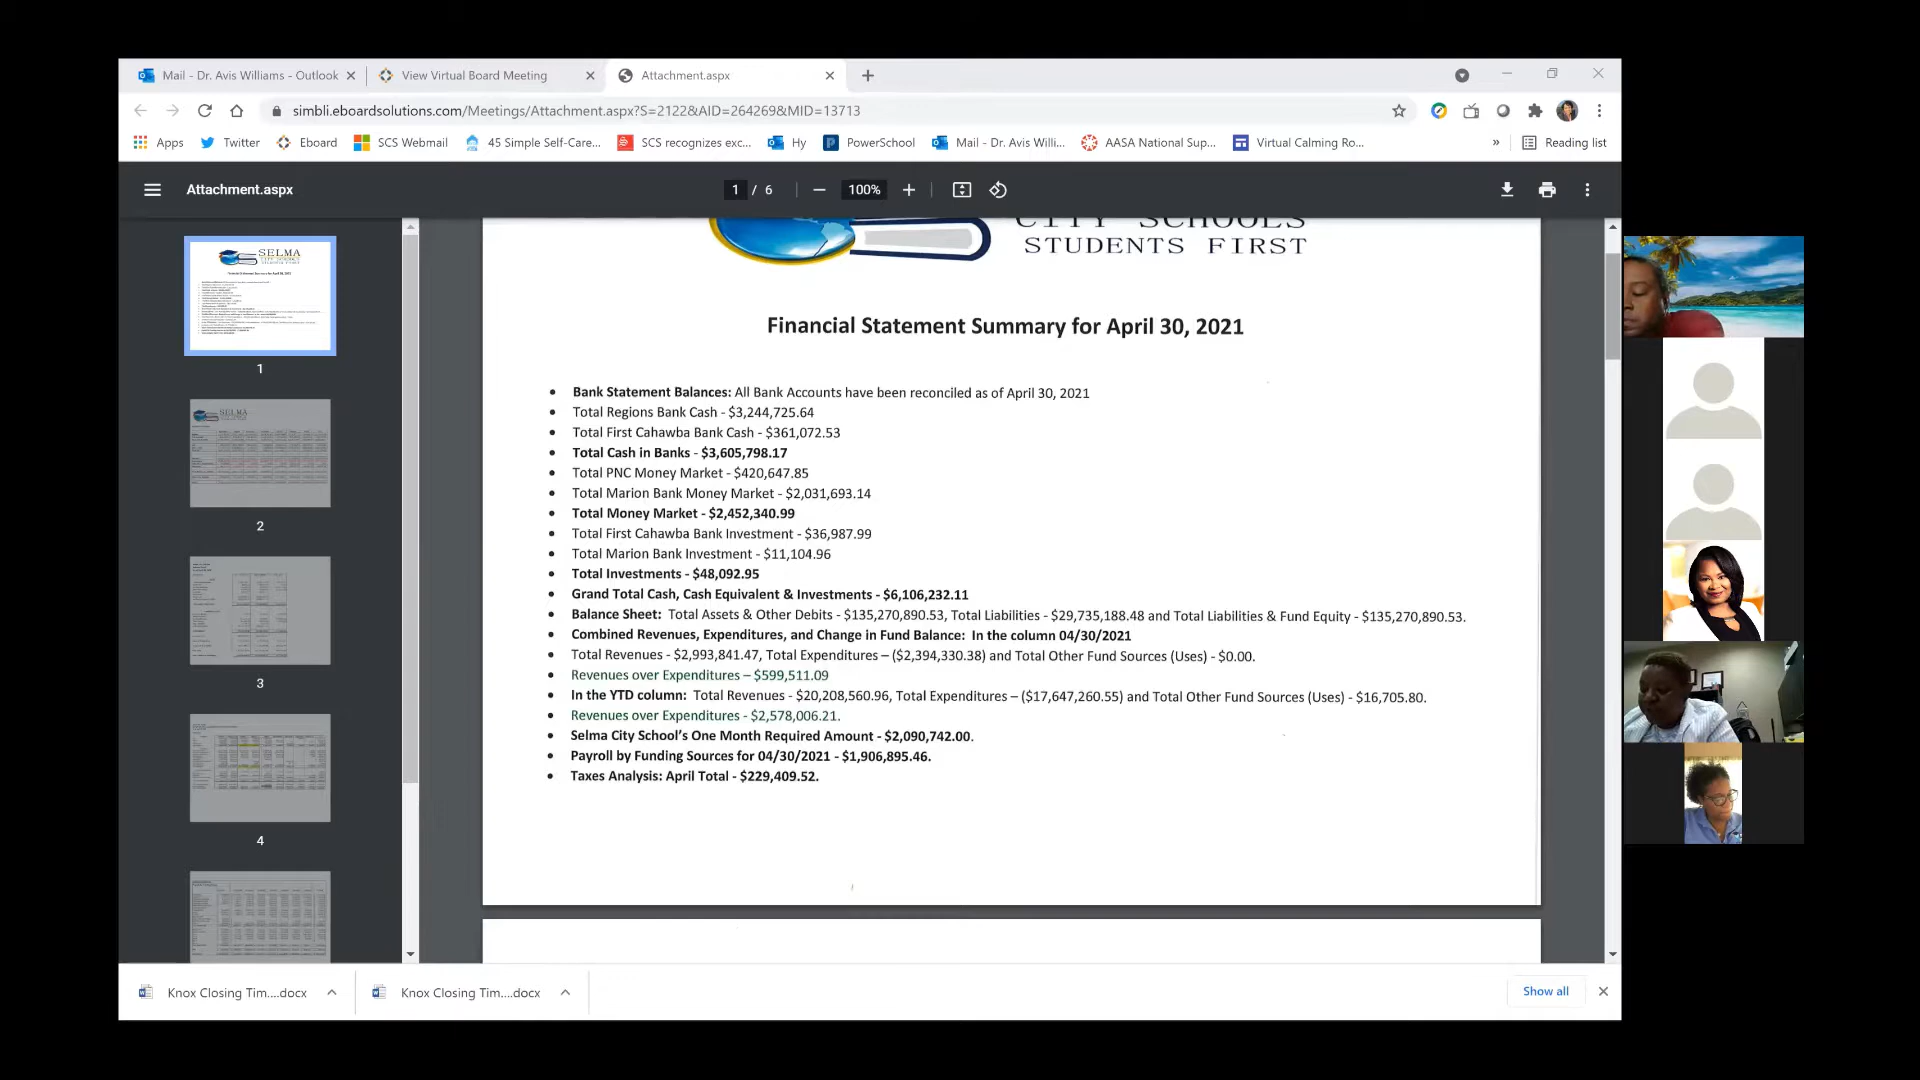 Mail - Dr. Avis Williams - Outlook
View Virtual Board Meeting
Attachment.aspx
simbli.eboardsolutions.com/Meetings/Attachment.aspx?S=2122&AID=264269&MID=13713
Apps
Twitter
Eboard
SCS Webmail
45 Simple Self-Care...
SCS recognizes exc...
Hy
PowerSchool
Mail - Dr. Avis Willi...
AASA National Sup...
Virtual Calming Ro...
»
Reading list
Attachment.aspx
1 / 6
100%
SELMA
1
SELMA
2
3
4
CITY SCHOOLS
STUDENTS FIRST
Financial Statement Summary for April 30, 2021
• Bank Statement Balances: All Bank Accounts have been reconciled as of April 30, 2021
• Total Regions Bank Cash - $3,244,725.64
• Total First Cahawba Bank Cash - $361,072.53
• Total Cash in Banks - $3,605,798.17
• Total PNC Money Market - $420,647.85
• Total Marion Bank Money Market - $2,031,693.14
• Total Money Market - $2,452,340.99
• Total First Cahawba Bank Investment - $36,987.99
• Total Marion Bank Investment - $11,104.96
• Total Investments - $48,092.95
• Grand Total Cash, Cash Equivalent & Investments - $6,106,232.11
• Balance Sheet: Total Assets & Other Debits - $135,270,890.53, Total Liabilities - $29,735,188.48 and Total Liabilities & Fund Equity - $135,270,890.53.
• Combined Revenues, Expenditures, and Change in Fund Balance: In the column 04/30/2021
• Total Revenues - $2,993,841.47, Total Expenditures – ($2,394,330.38) and Total Other Fund Sources (Uses) - $0.00.
• Revenues over Expenditures – $599,511.09
• In the YTD column: Total Revenues - $20,208,560.96, Total Expenditures – ($17,647,260.55) and Total Other Fund Sources (Uses) - $16,705.80.
• Revenues over Expenditures - $2,578,006.21.
• Selma City School's One Month Required Amount - $2,090,742.00.
• Payroll by Funding Sources for 04/30/2021 - $1,906,895.46.
• Taxes Analysis: April Total - $229,409.52.
Knox Closing Tim....docx
Knox Closing Tim....docx
Show all